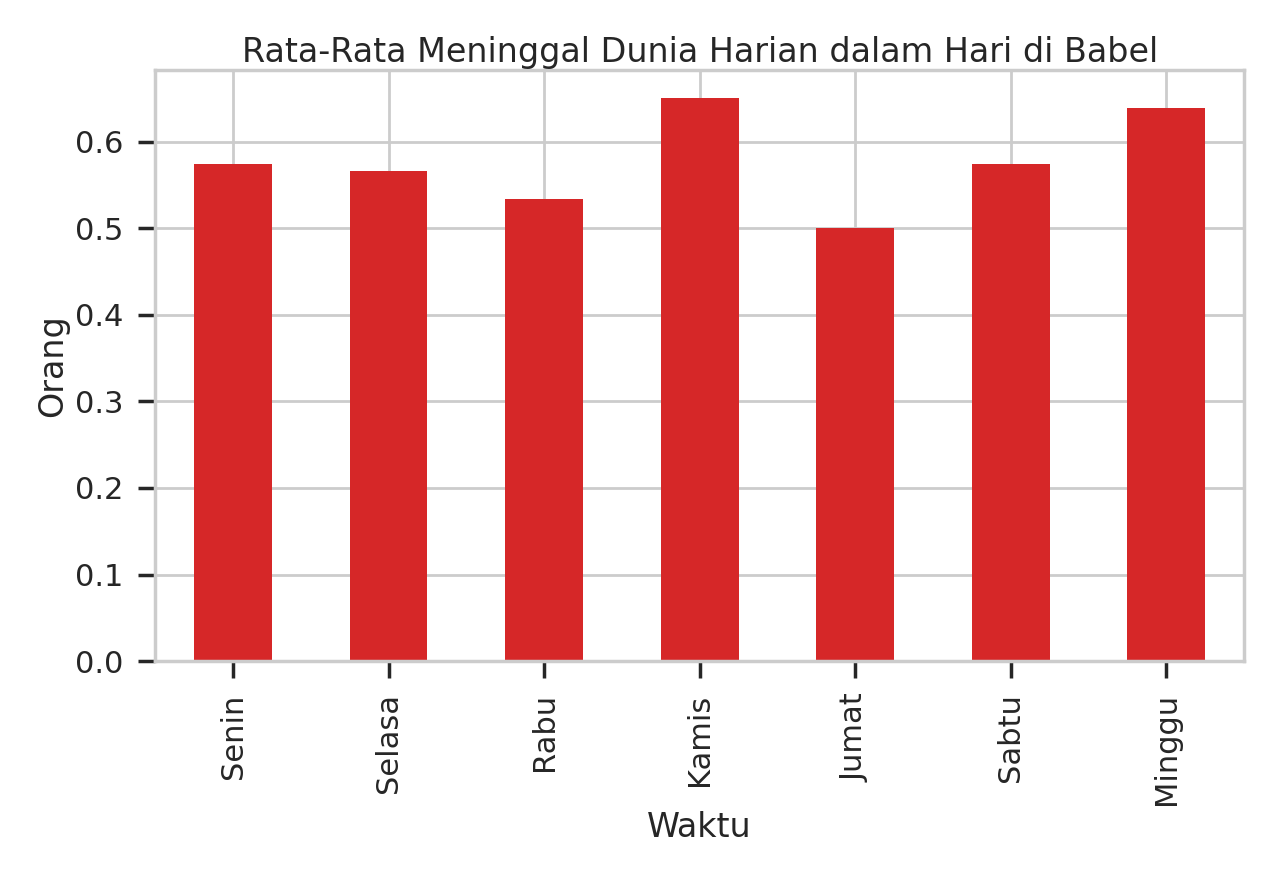 Rata-Rata Meninggal Dunia Harian dalam Hari di Babel
Orang
0.6
0.5
0.4
0.3
0.2
0.1
0.0
Senin
Selasa
Rabu
Kamis
Jumat
Sabtu
Minggu
Waktu